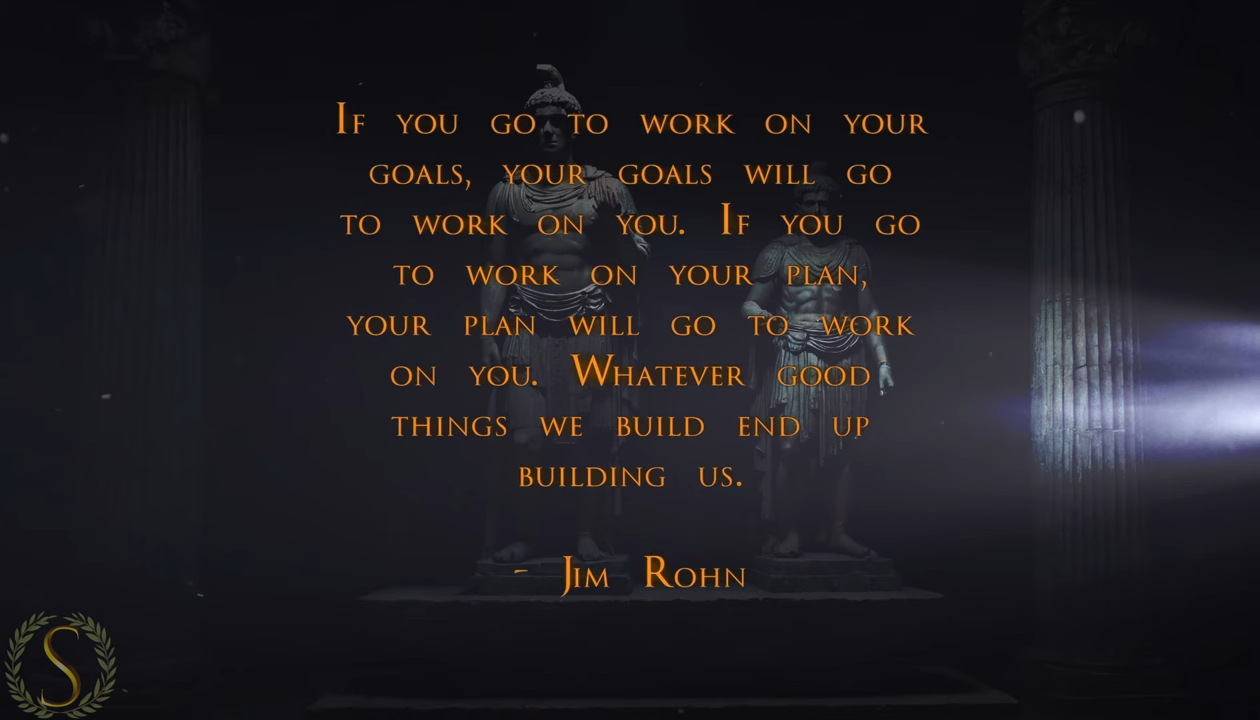 If you go to work on your
goals, your goals will go
to work on you. If you go
to work on your plan,
your plan will go to work
on you. Whatever good
things we build end up
building us.
- Jim Rohn
S